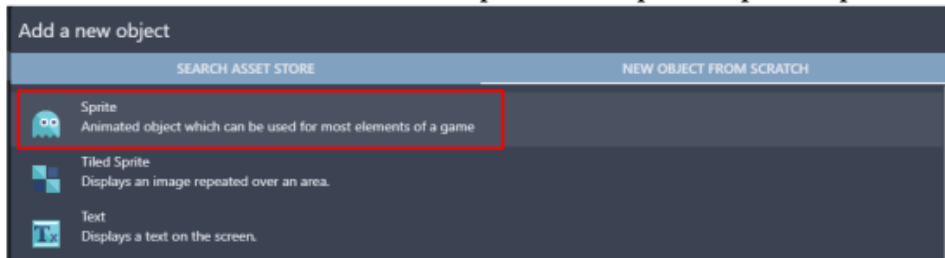 Add a new object
SEARCH ASSET STORE
NEW OBJECT FROM SCRATCH
Sprite
Animated object which can be used for most elements of a game
Tiled Sprite
Displays an image repeated over an area.
Tx
Text
Displays a text on the screen.